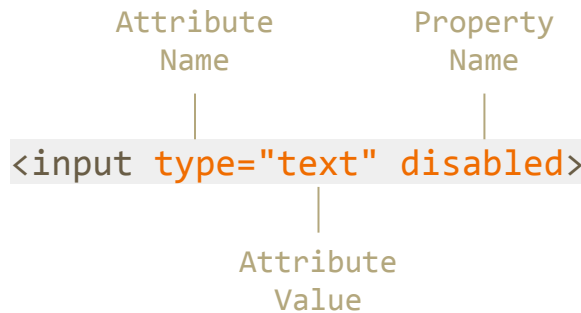 Attribute Property
Name Name
<input type="text" disabled>
Attribute
Value